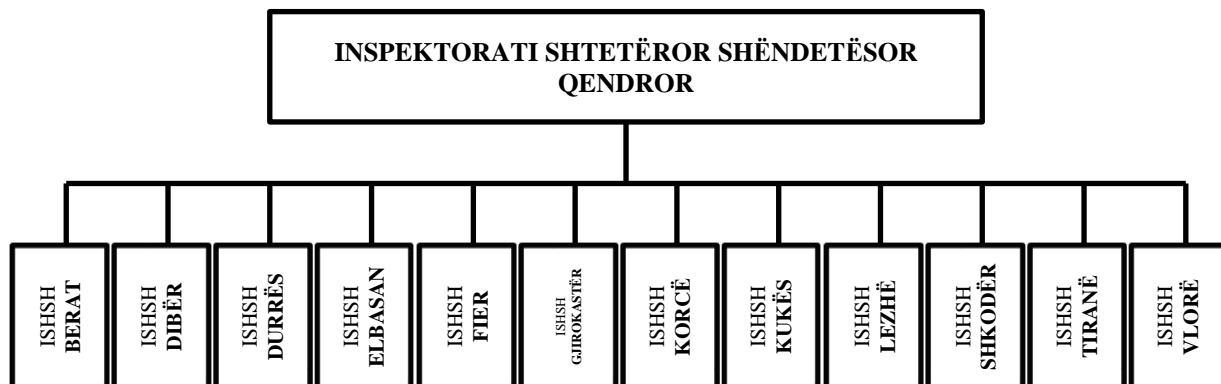 INSPEKTORATI SHTETËROR SHËNDETËSOR
QENDROR
ISHSH
BERAT
ISHSH
DIBËR
ISHSH
DURRËS
ISHSH
ELBASAN
ISHSH
FIER
ISHSH
GJIROKASTËR
ISHSH
KORCË
ISHSH
KUKËS
ISHSH
LEZHË
ISHSH
SHKODËR
ISHSH
TIRANË
ISHSH
VLORË